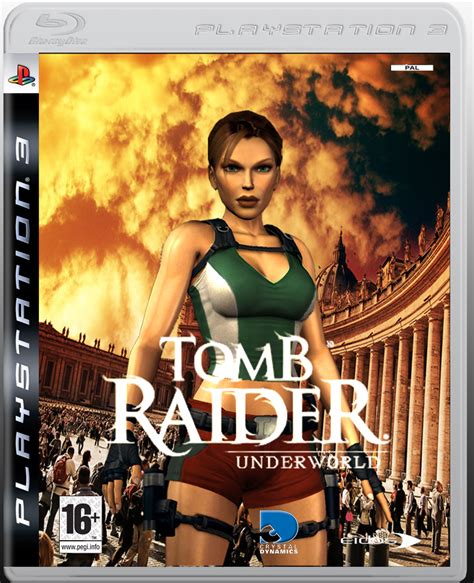 Blu-ray Disc
PLAYSTATION 3
PAL
PLAYSTATION 3
TOMB
RAIDER
UNDERWORLD
16+
www.pegi.info
CRYSTAL
DYNAMICS
eidos